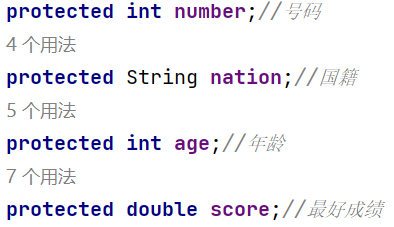 protected int number;//号码
4 个用法
protected String nation;//国籍
5 个用法
protected int age;//年龄
7 个用法
protected double score;//最好成绩